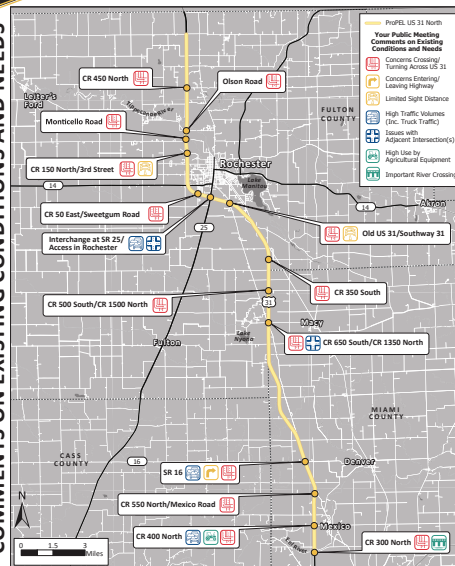 COMMENTS ON EXISTING CONDITIONS AND NEEDS
ProPEL US 31 North
Your Public Meeting
Comments on Existing
Conditions and Needs
Concerns Crossing/
Turning Across US 31
Concerns Entering/
Leaving Highway
Limited Sight Distance
High Traffic Volumes
(Inc. Truck Traffic)
Issues with
Adjacent Intersection(s)
High Use by
Agricultural Equipment
Important River Crossing
CR 450 North
Olson Road
Leiter's
Ford
Tippecanoe River
FULTON
COUNTY
Monticello Road
CR 150 North/3rd Street
Rochester
14
Lake
Manitou
Akron
14
CR 50 East/Sweetgum Road
Interchange at SR 25/
Access in Rochester
25
Old US 31/Southway 31
CR 350 South
CR 500 South/CR 1500 North
31
Macy
Lake
Nyona
CR 650 South/CR 1350 North
Fulton
MIAMI
COUNTY
CASS
COUNTY
16
SR 16
Denver
CR 550 North/Mexico Road
Mexico
CR 400 North
Eel River
CR 300 North
N
0 1.5 3
Miles